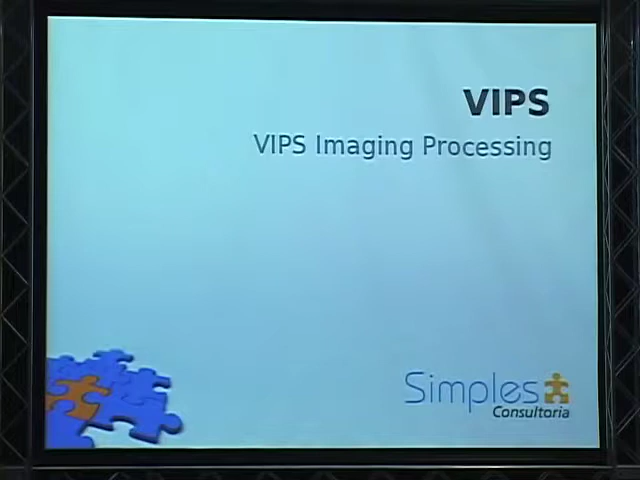 VIPS
VIPS Imaging Processing
Simples
Consultoria